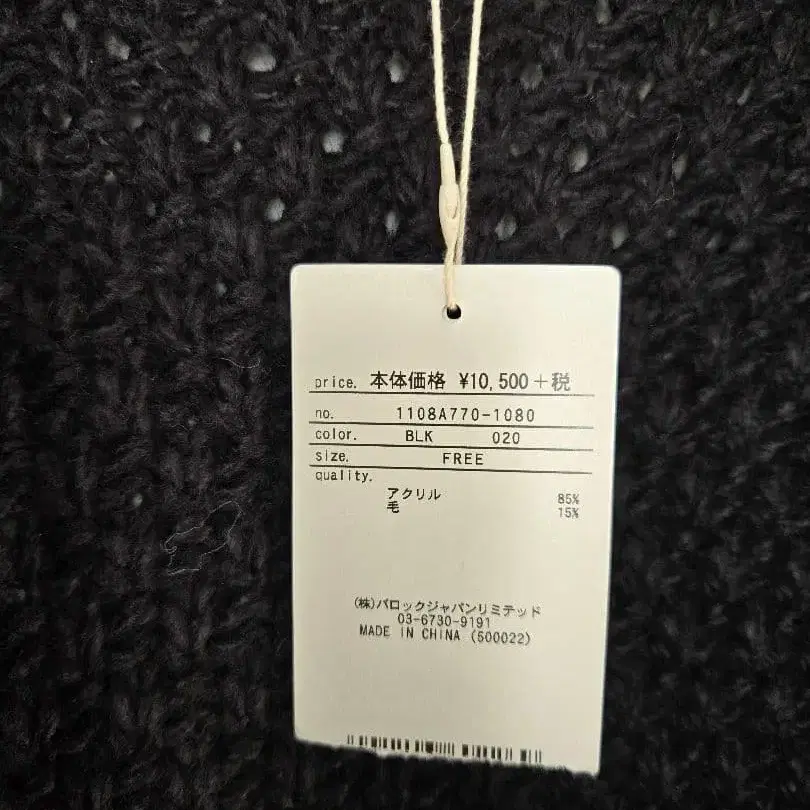 price. 本体価格 ¥10,500+税
no. 1108A770-1080
color. BLK 020
size. FREE
quality.
アクリル 85%
毛 15%
(株)バロックジャパンリミテッド
03-6730-9191
MADE IN CHINA (500022)